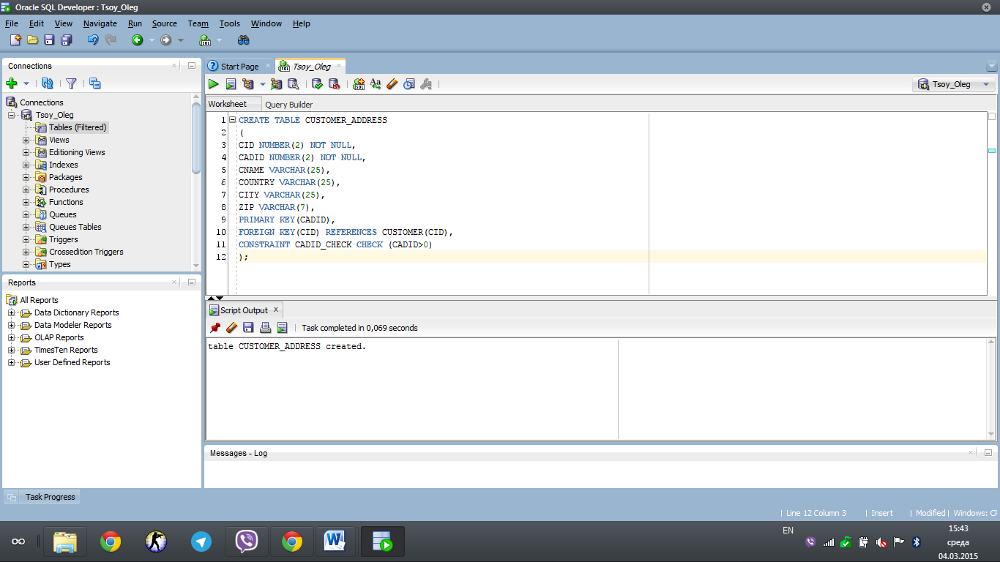 Oracle SQL Developer : Tsoy_Oleg
File Edit View Navigate Run Source Team Tools Window Help
Connections
Connections
Tsoy_Oleg
Tables (Filtered)
Views
Editioning Views
Indexes
Packages
Procedures
Functions
Queues
Queues Tables
Triggers
Crossedition Triggers
Types
Reports
All Reports
Data Dictionary Reports
Data Modeler Reports
OLAP Reports
TimesTen Reports
User Defined Reports
Start Page
Tsoy_Oleg
Tsoy_Oleg
Worksheet
Query Builder
1 CREATE TABLE CUSTOMER_ADDRESS
2 (
3 CID NUMBER(2) NOT NULL,
4 CADID NUMBER(2) NOT NULL,
5 CNAME VARCHAR(25),
6 COUNTRY VARCHAR(25),
7 CITY VARCHAR(25),
8 ZIP VARCHAR(7),
9 PRIMARY KEY(CADID),
10 FOREIGN KEY(CID) REFERENCES CUSTOMER(CID),
11 CONSTRAINT CADID_CHECK CHECK (CADID>0)
12 );
Script Output
Task completed in 0,069 seconds
table CUSTOMER_ADDRESS created.
Messages - Log
Task Progress
Line 12 Column 3 Insert Modified Windows: CF
EN
15:43
среда
04.03.2015